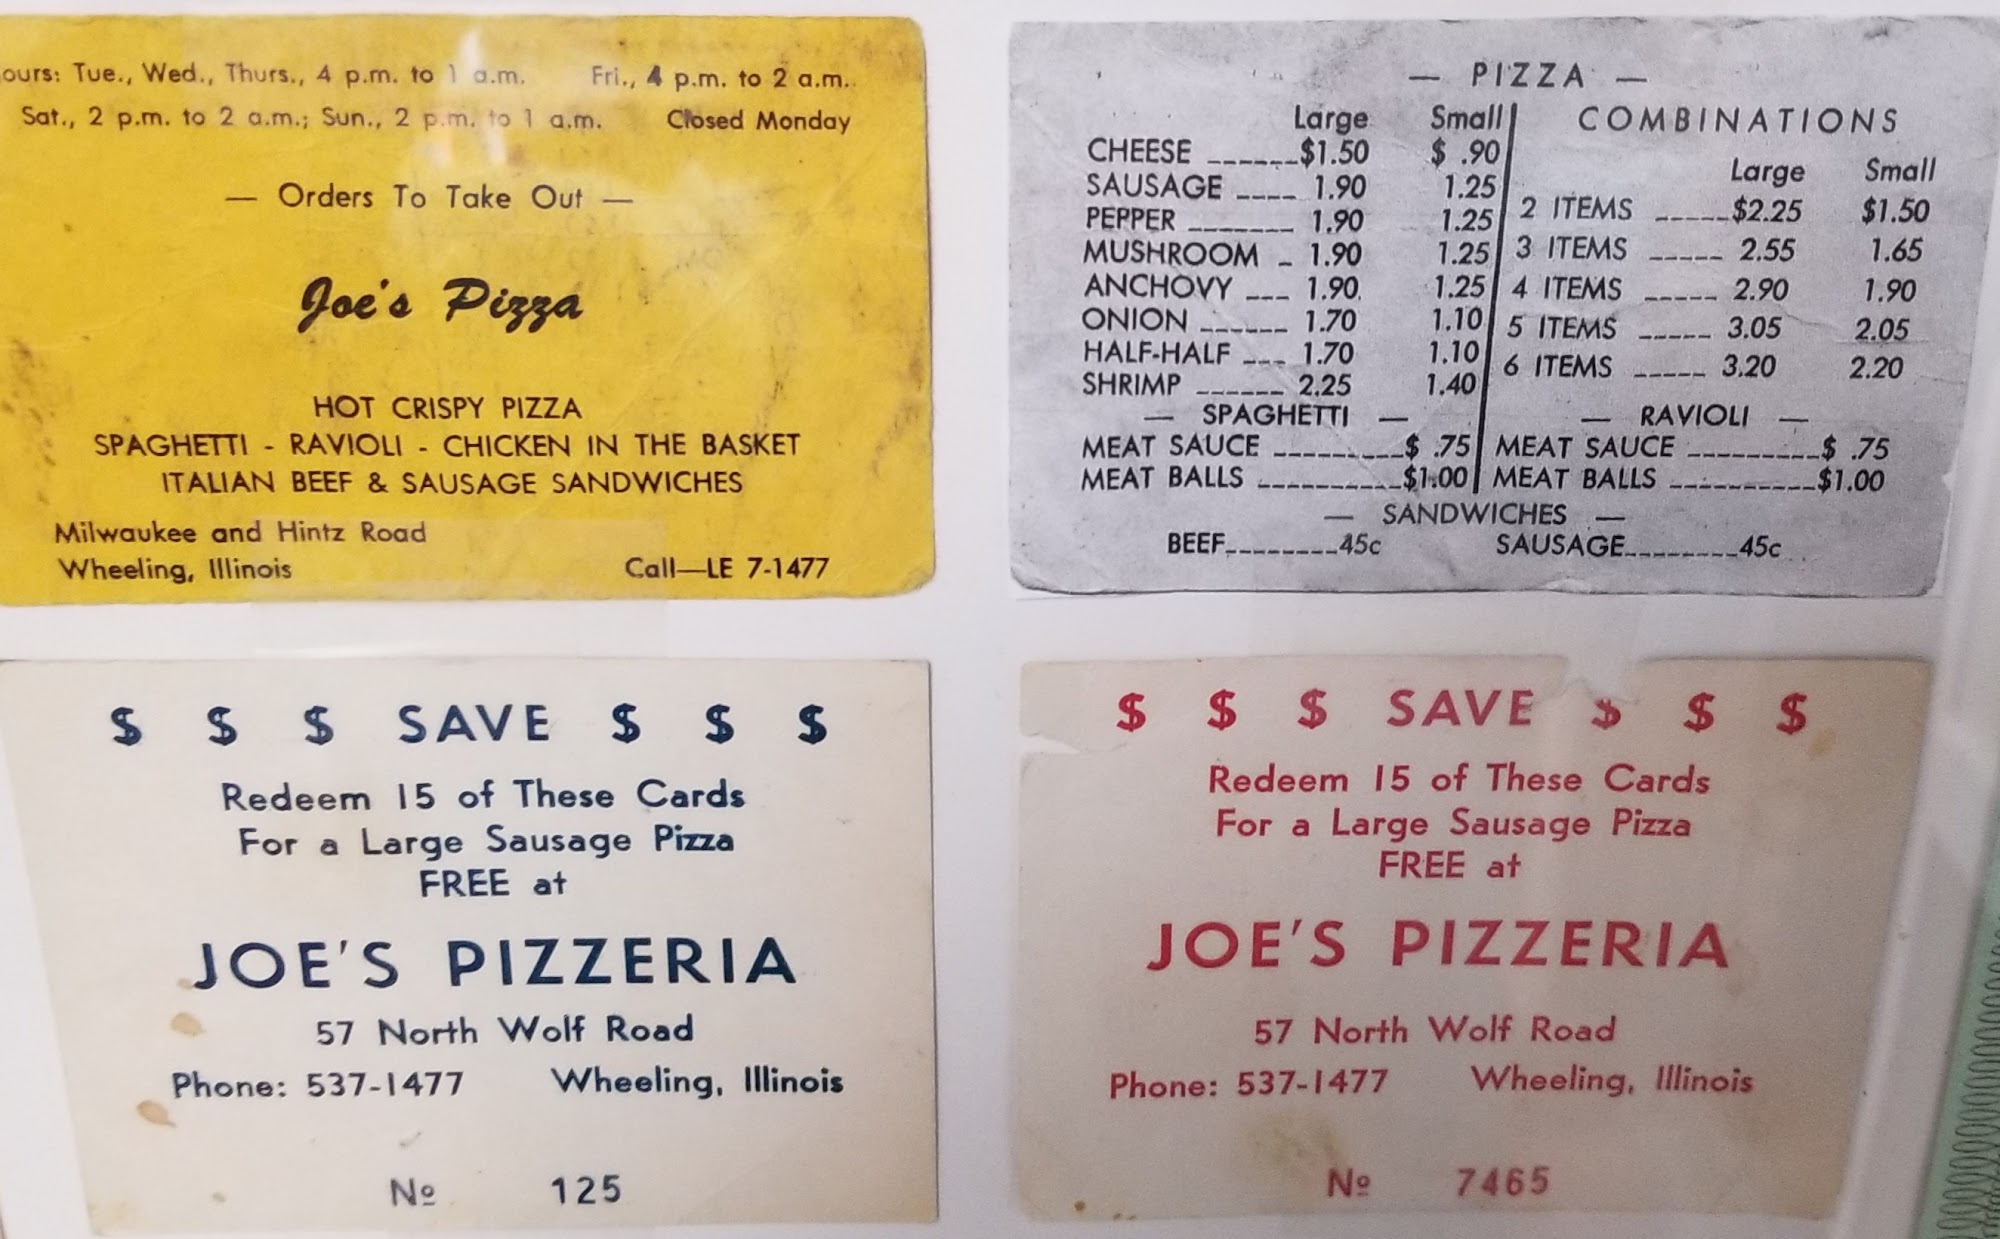 ours: Tue., Wed., Thurs., 4 p.m. to 1 a.m. Fri., 4 p.m. to 2 a.m.
Sat., 2 p.m. to 2 a.m.; Sun., 2 p.m. to 1 a.m. Closed Monday
— Orders To Take Out —
Joe's Pizza
HOT CRISPY PIZZA
SPAGHETTI - RAVIOLI - CHICKEN IN THE BASKET
ITALIAN BEEF & SAUSAGE SANDWICHES
Milwaukee and Hintz Road
Wheeling, Illinois Call—LE 7-1477
— PIZZA —
Large Small
CHEESE ------$1.50 $ .90
SAUSAGE ---- 1.90 1.25
PEPPER ------- 1.90 1.25
MUSHROOM - 1.90 1.25
ANCHOVY --- 1.90 1.25
ONION ------ 1.70 1.10
HALF-HALF --- 1.70 1.10
SHRIMP ------ 2.25 1.40
COMBINATIONS
Large Small
2 ITEMS -----$2.25 $1.50
3 ITEMS ----- 2.55 1.65
4 ITEMS ----- 2.90 1.90
5 ITEMS ----- 3.05 2.05
6 ITEMS ----- 3.20 2.20
— SPAGHETTI —
MEAT SAUCE ---------$ .75
MEAT BALLS ----------$1.00
— RAVIOLI —
MEAT SAUCE ---------$ .75
MEAT BALLS ----------$1.00
— SANDWICHES —
BEEF--------45c SAUSAGE--------45c
$ $ $ SAVE $ $ $
Redeem 15 of These Cards
For a Large Sausage Pizza
FREE at
JOE'S PIZZERIA
57 North Wolf Road
Phone: 537-1477 Wheeling, Illinois
Nº 125
$ $ $ SAVE $ $ $
Redeem 15 of These Cards
For a Large Sausage Pizza
FREE at
JOE'S PIZZERIA
57 North Wolf Road
Phone: 537-1477 Wheeling, Illinois
Nº 7465